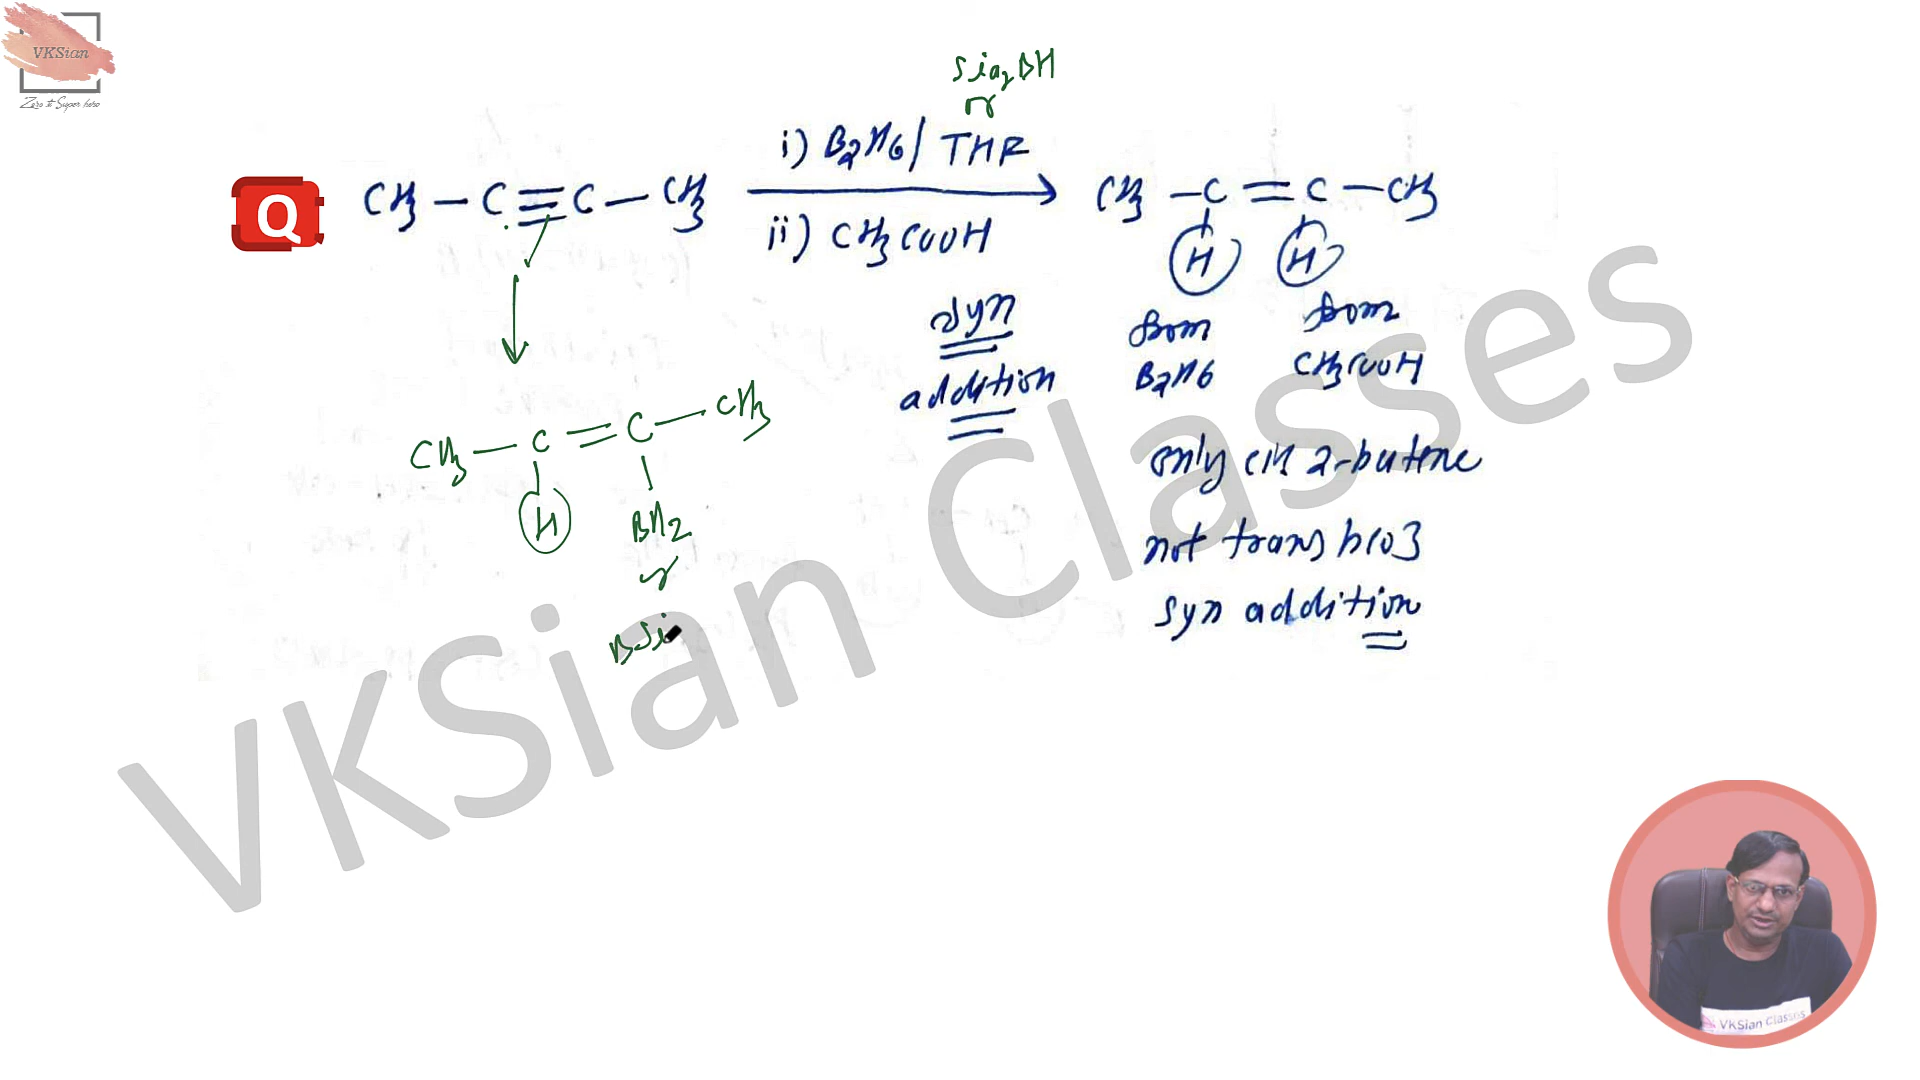 VKSian
Zero to Super hero
Sia2BH
or
i) B2H6/ THF
Q CH3 – C ≡ C – CH3
CH3 – C = C – CH3
ii) CH3COOH
H H
syn
from from
addition
B2H6 CH3COOH
CH3 – C = C – CH3
only cis 2-butene
H BH2
or
not trans bcoz
syn addition
BSi
VKSian Classes
VKSian Classes